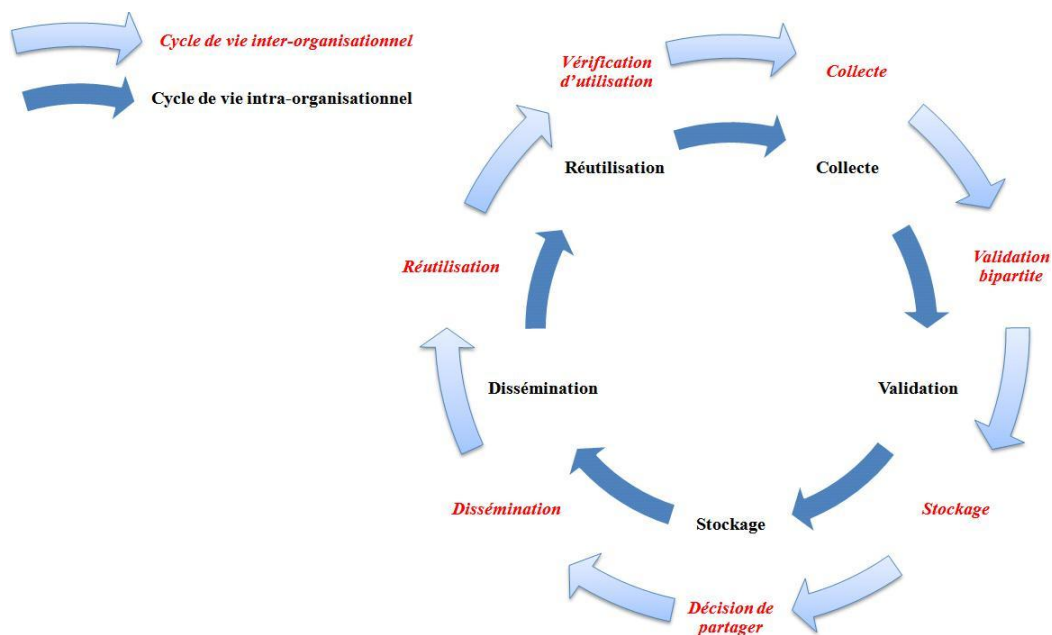 Cycle de vie inter-organisationnel
Cycle de vie intra-organisationnel
Vérification
d’utilisation
Collecte
Réutilisation
Collecte
Réutilisation
Validation
bipartite
Dissémination
Validation
Dissémination
Stockage
Stockage
Décision de
partager